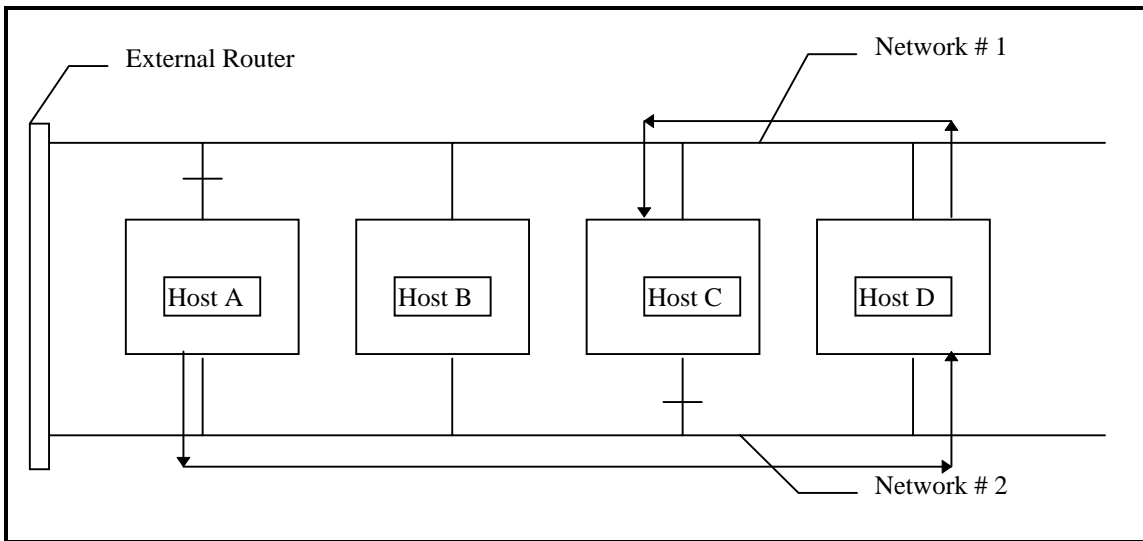 External Router
Network # 1
Host A
Host B
Host C
Host D
Network # 2